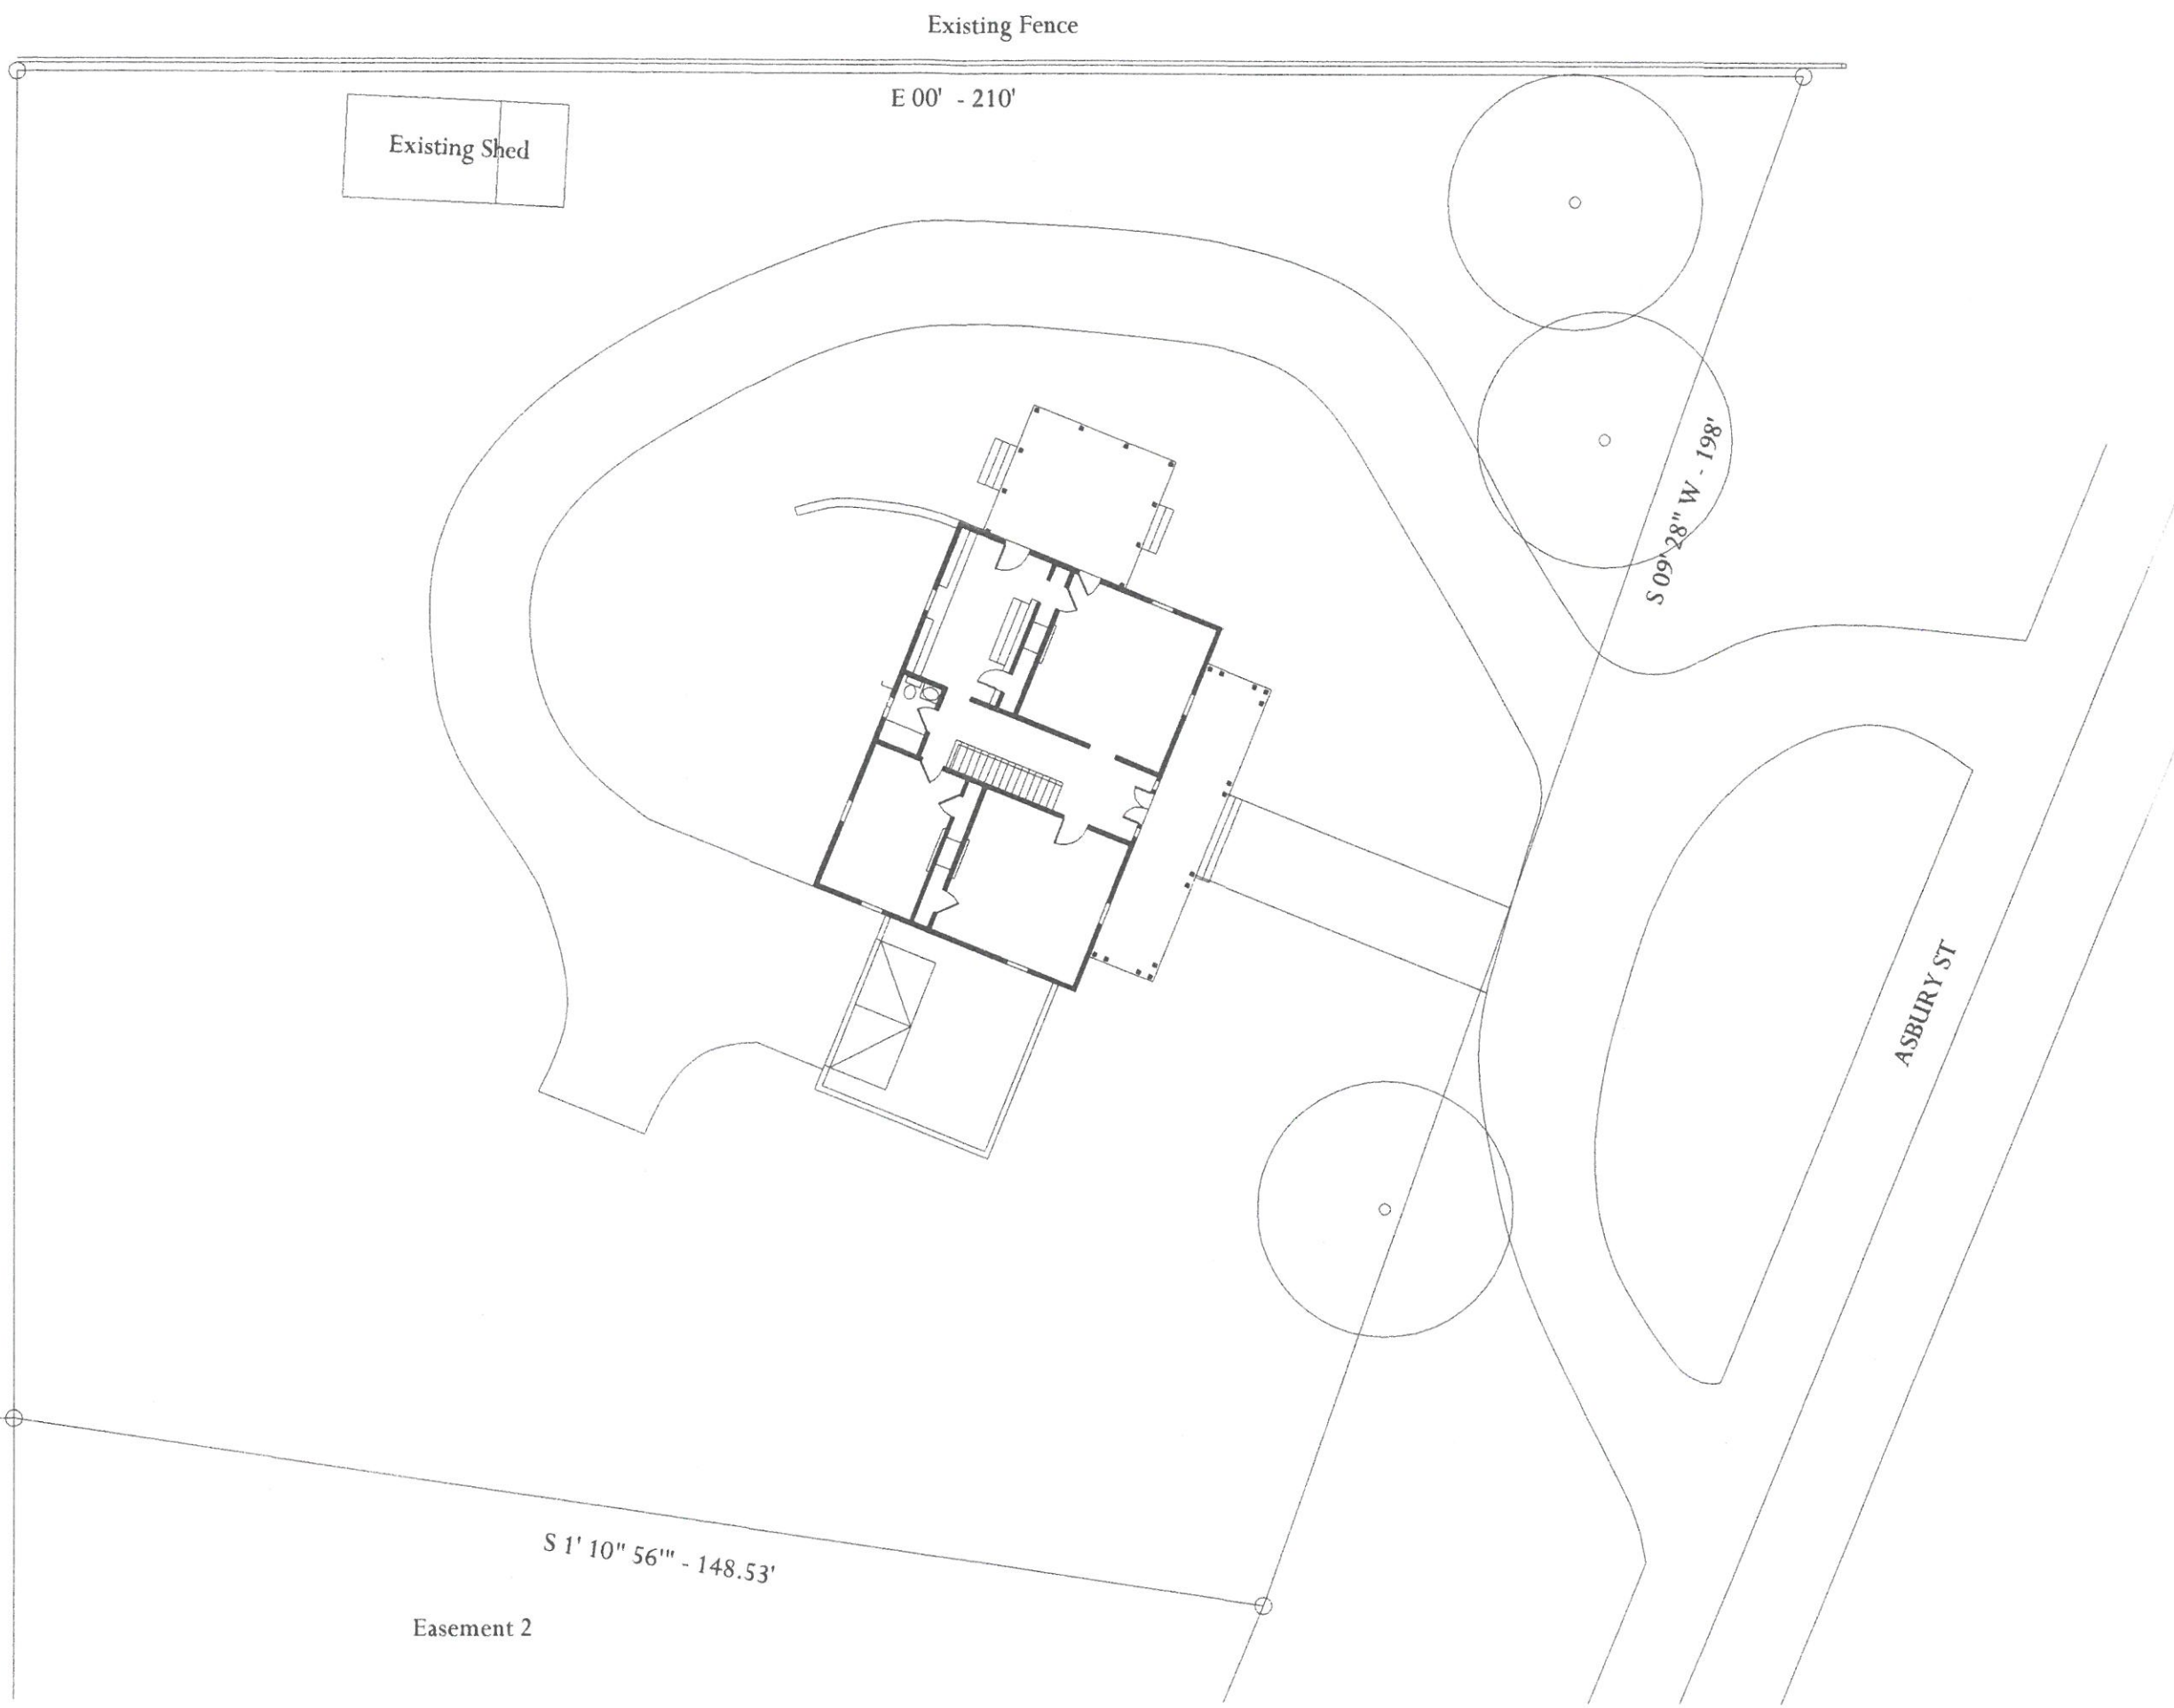 Existing Fence
E 00' - 210'
Existing Shed
S 09' 28" W - 198'
ASBURY ST
S 1' 10" 56'" - 148.53'
Easement 2